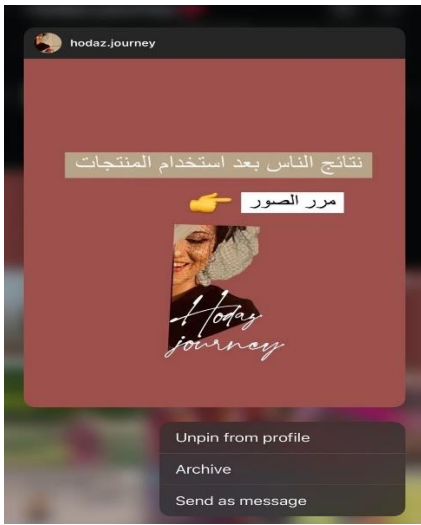 hodaz.journey
نتائج الناس بعد استخدام المنتجات
مرر الصور
Hodaz
journey
Unpin from profile
Archive
Send as message